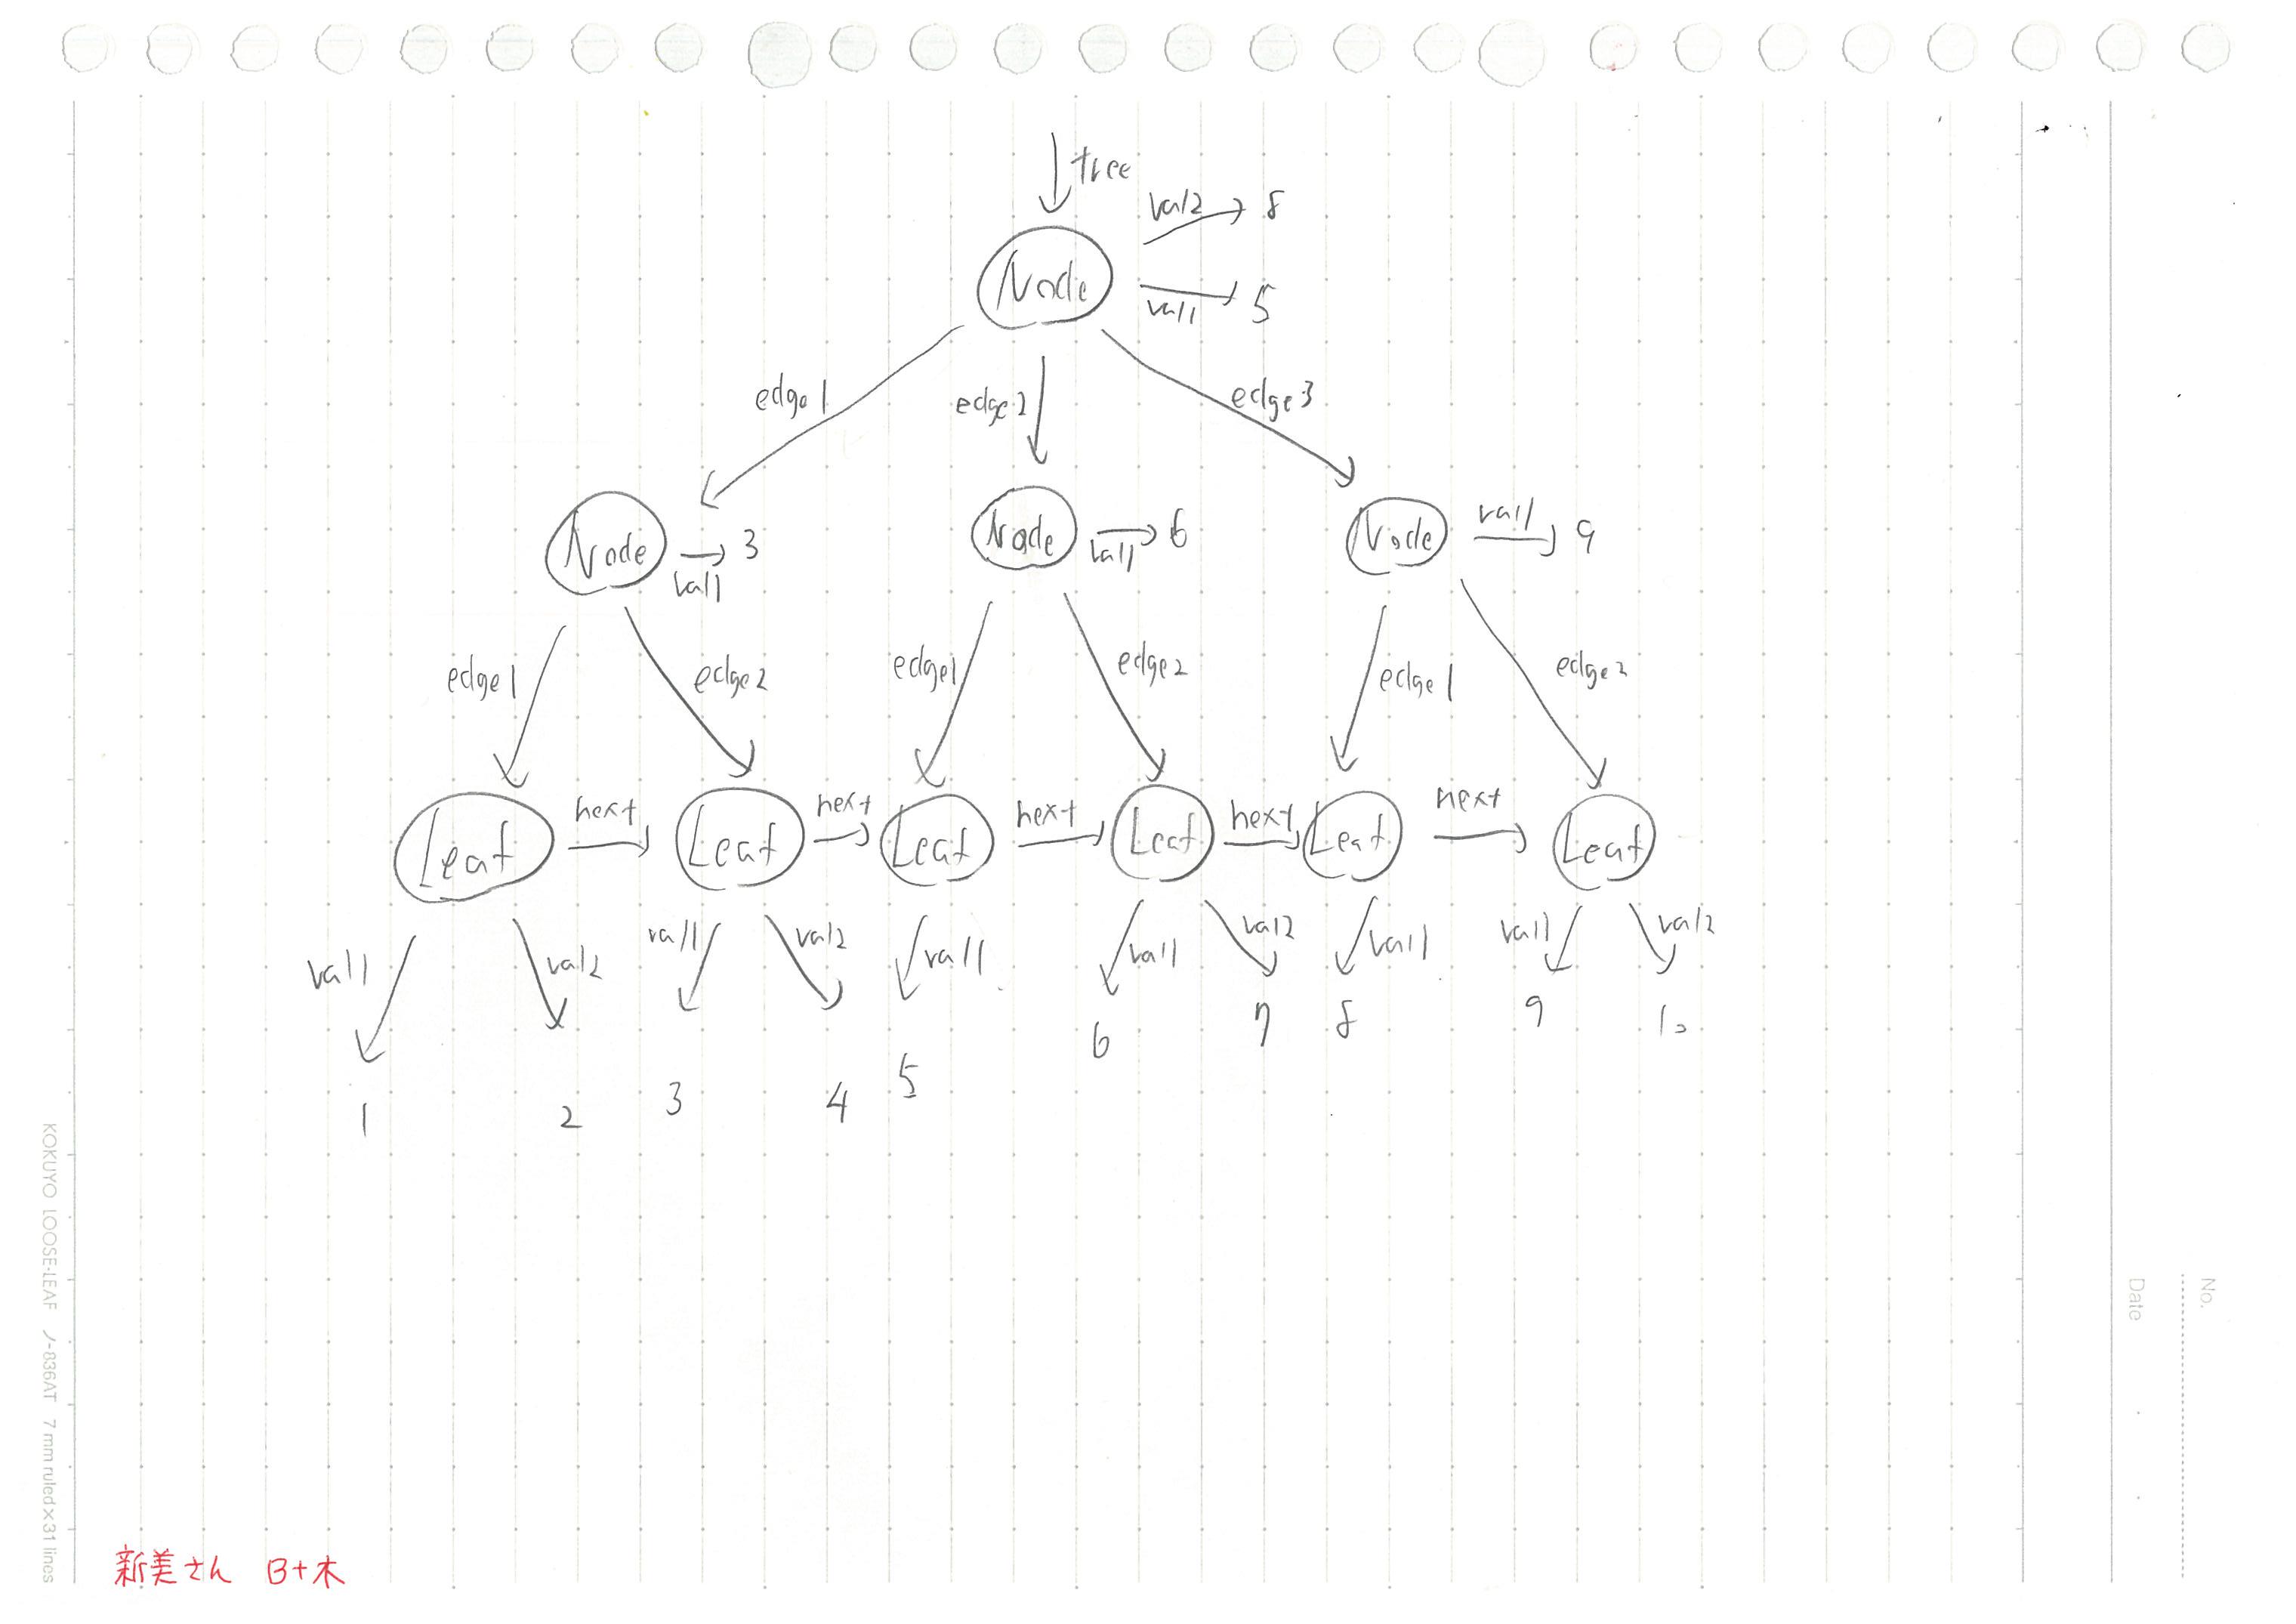 tree
val2 8
Node
val1 5
edge1 edge2 edge3
Node val1 3
Node val1 6
Node val1 9
edge1 edge2 edge1 edge2 edge1 edge2
Leaf next Leaf next Leaf next Leaf next Leaf next Leaf
val1 val2 val1 val2 val1 val1 val2 val1 val1 val2
1 2 3 4 5 6 7 8 9 10
新美さん B+木
KOKUYO LOOSE-LEAF ノ-836AT 7 mm ruled×31 lines
No.
Date